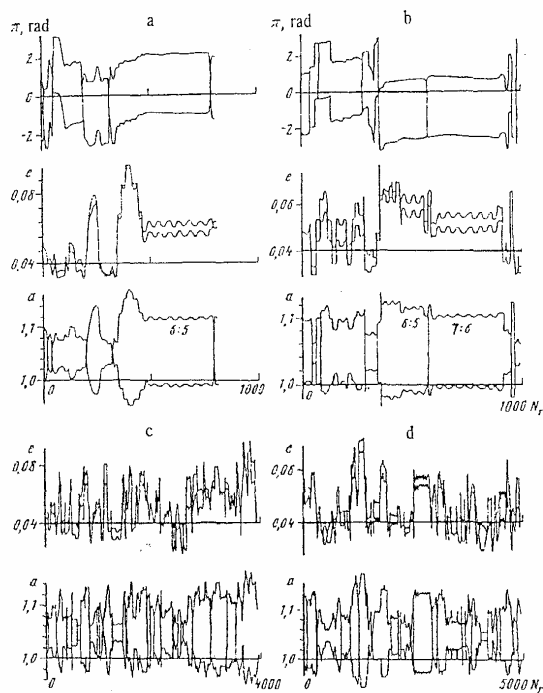 a b
π, rad π, rad
2 2
0 0
-2 -2
e e
0,08 0,06
0,04 0,04
a a
1,1 6:5 1,1 6:5 7:6
1,0 1,0
0 1000 0 1000 Nr
c d
e e
0,08 0,06
0,04 0,04
a a
1,1 1,1
1,0 1,0
0 4000 0 5000 Nr